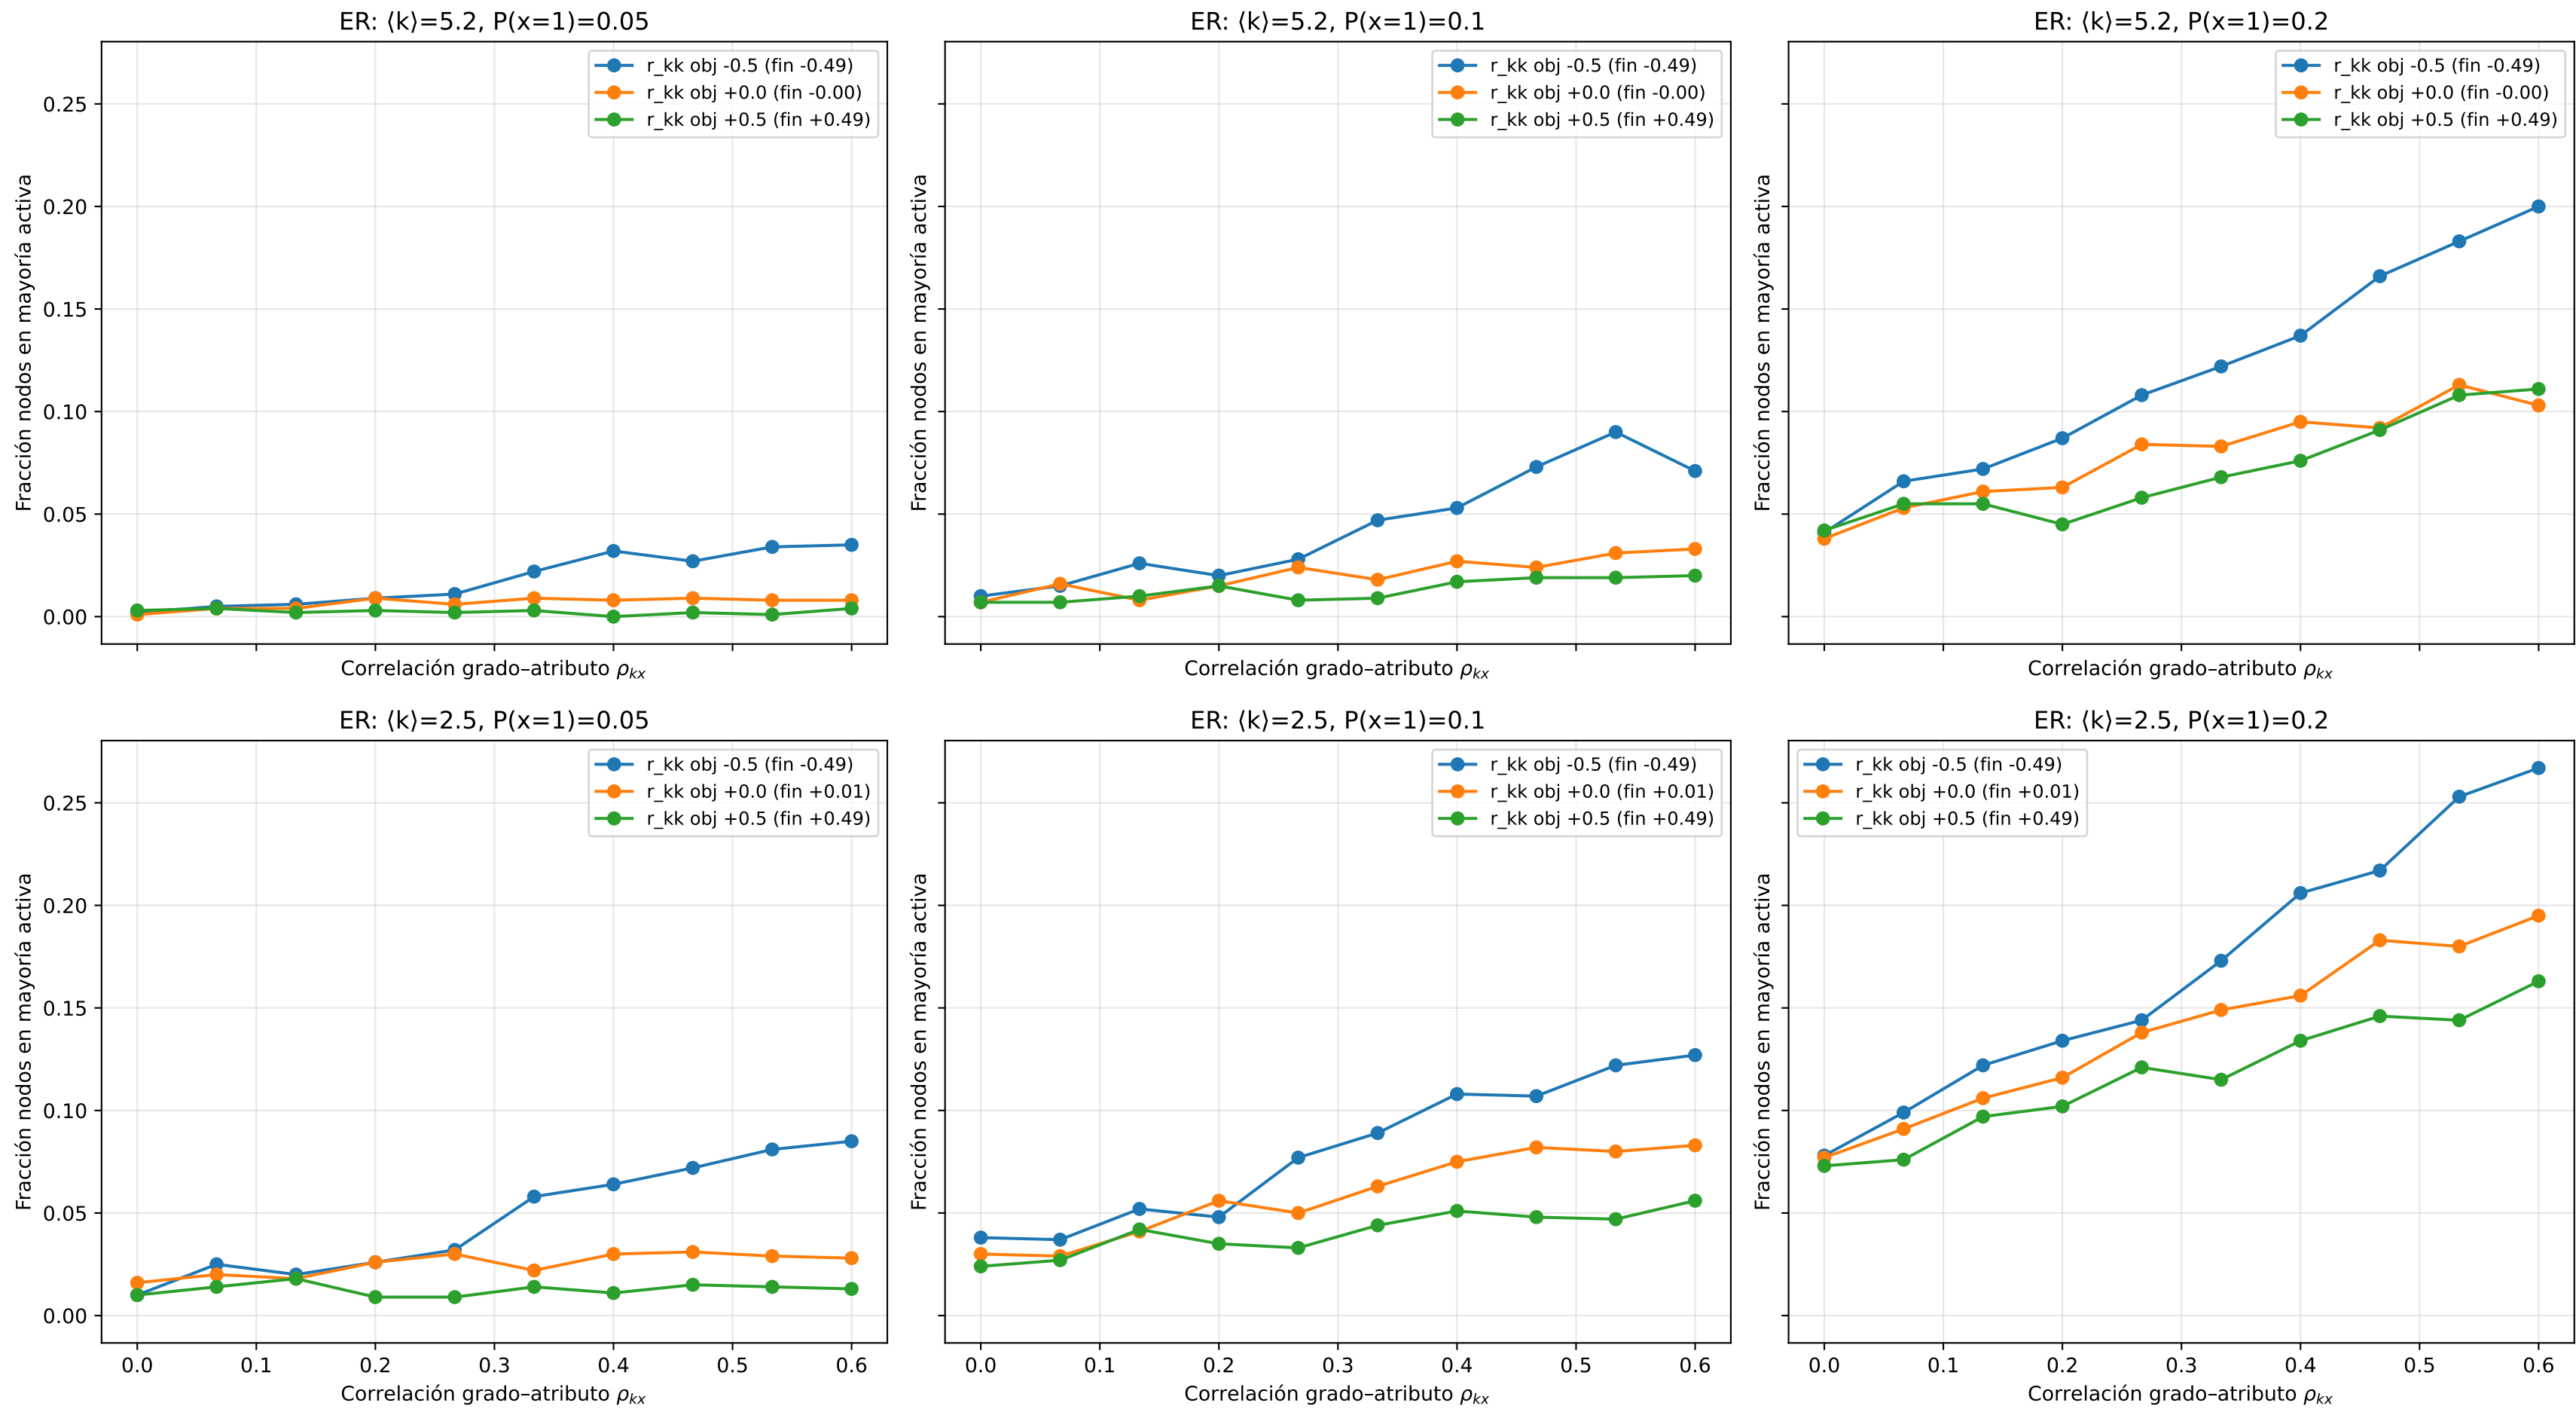 ER: ⟨k⟩=5.2, P(x=1)=0.05
Fracción nodos en mayoría activa
0.25
0.20
0.15
0.10
0.05
0.00
r_kk obj -0.5 (fin -0.49)
r_kk obj +0.0 (fin -0.00)
r_kk obj +0.5 (fin +0.49)
Correlación grado–atributo ρkx
ER: ⟨k⟩=5.2, P(x=1)=0.1
Fracción nodos en mayoría activa
r_kk obj -0.5 (fin -0.49)
r_kk obj +0.0 (fin -0.00)
r_kk obj +0.5 (fin +0.49)
Correlación grado–atributo ρkx
ER: ⟨k⟩=5.2, P(x=1)=0.2
Fracción nodos en mayoría activa
r_kk obj -0.5 (fin -0.49)
r_kk obj +0.0 (fin -0.00)
r_kk obj +0.5 (fin +0.49)
Correlación grado–atributo ρkx
ER: ⟨k⟩=2.5, P(x=1)=0.05
Fracción nodos en mayoría activa
0.25
0.20
0.15
0.10
0.05
0.00
r_kk obj -0.5 (fin -0.49)
r_kk obj +0.0 (fin +0.01)
r_kk obj +0.5 (fin +0.49)
0.0 0.1 0.2 0.3 0.4 0.5 0.6
Correlación grado–atributo ρkx
ER: ⟨k⟩=2.5, P(x=1)=0.1
Fracción nodos en mayoría activa
r_kk obj -0.5 (fin -0.49)
r_kk obj +0.0 (fin +0.01)
r_kk obj +0.5 (fin +0.49)
0.0 0.1 0.2 0.3 0.4 0.5 0.6
Correlación grado–atributo ρkx
ER: ⟨k⟩=2.5, P(x=1)=0.2
Fracción nodos en mayoría activa
r_kk obj -0.5 (fin -0.49)
r_kk obj +0.0 (fin +0.01)
r_kk obj +0.5 (fin +0.49)
0.0 0.1 0.2 0.3 0.4 0.5 0.6
Correlación grado–atributo ρkx